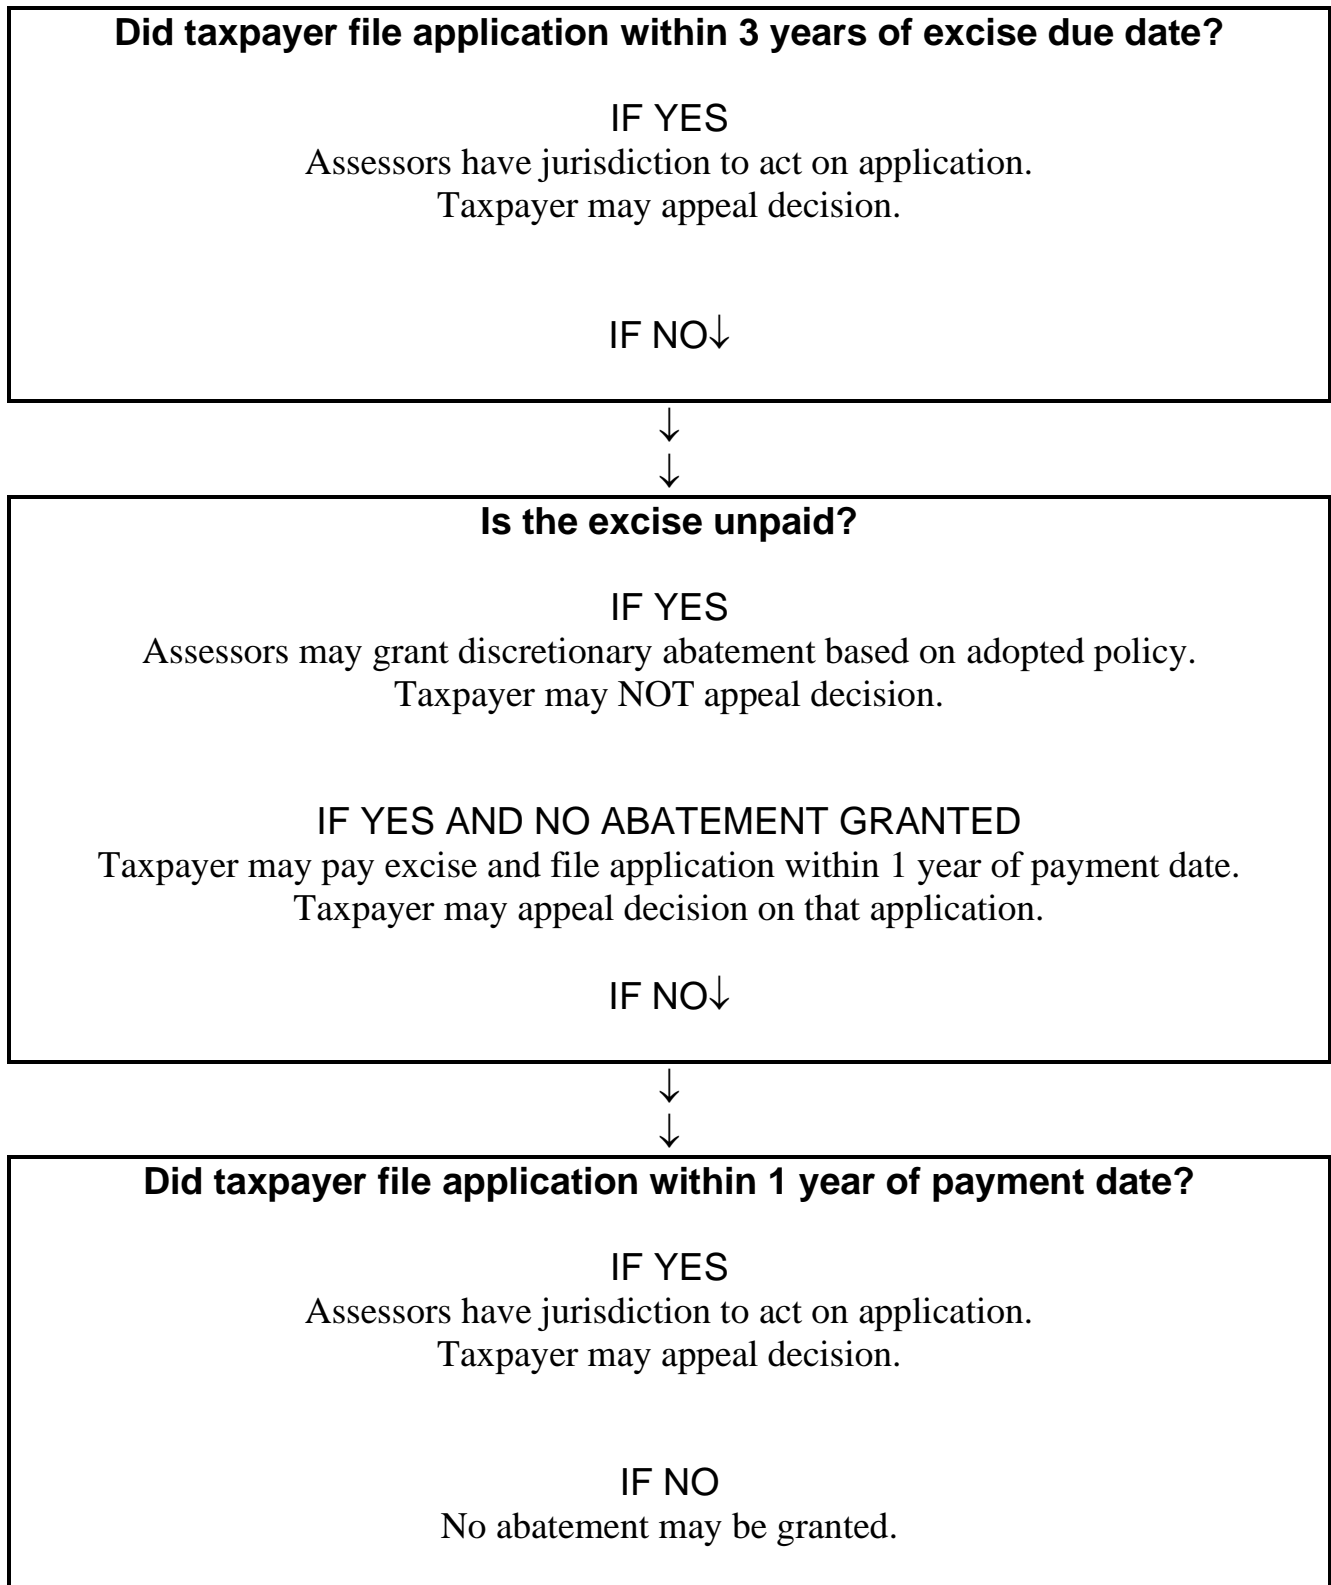 Did taxpayer file application within 3 years of excise due date?
IF YES
Assessors have jurisdiction to act on application.
Taxpayer may appeal decision.
IF NO↓
↓
↓
Is the excise unpaid?
IF YES
Assessors may grant discretionary abatement based on adopted policy.
Taxpayer may NOT appeal decision.
IF YES AND NO ABATEMENT GRANTED
Taxpayer may pay excise and file application within 1 year of payment date.
Taxpayer may appeal decision on that application.
IF NO↓
↓
↓
Did taxpayer file application within 1 year of payment date?
IF YES
Assessors have jurisdiction to act on application.
Taxpayer may appeal decision.
IF NO
No abatement may be granted.